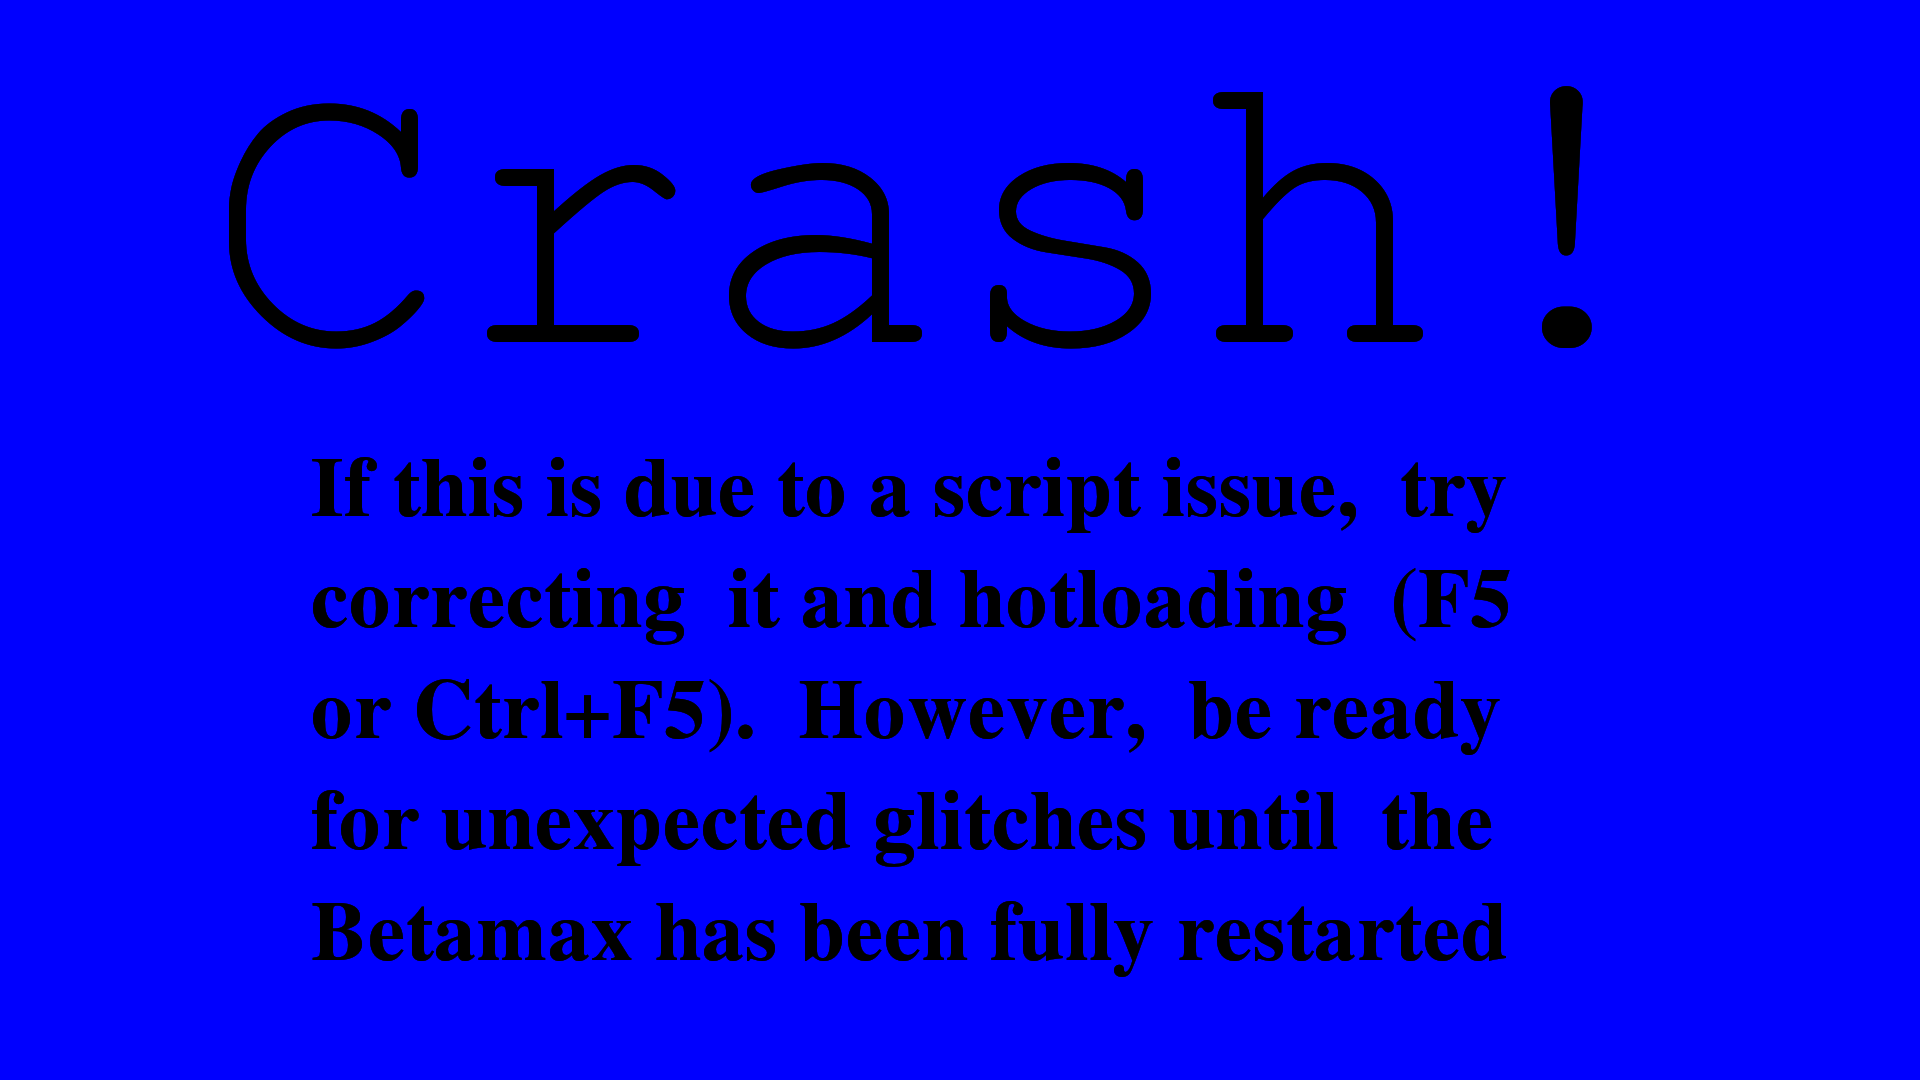 Crash!
If this is due to a script issue, try
correcting it and hotloading (F5
or Ctrl+F5). However, be ready
for unexpected glitches until the
Betamax has been fully restarted